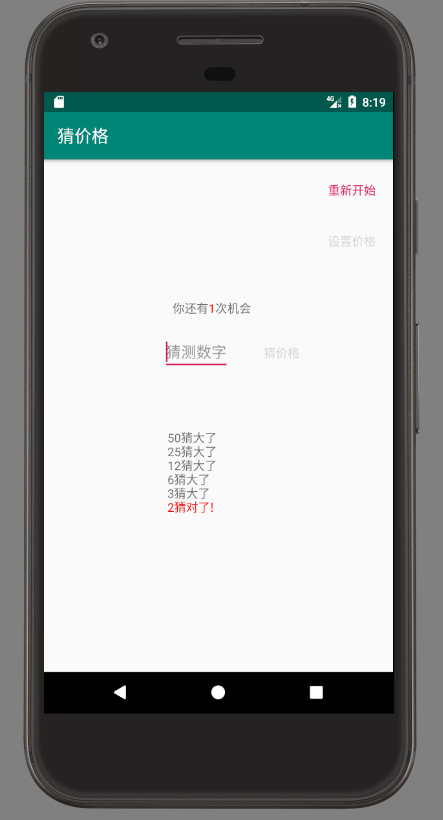 4G 8:19
猜价格
重新开始
设置价格
你还有1次机会
猜测数字 猜价格
50猜大了
25猜大了
12猜大了
6猜大了
3猜大了
2猜对了!